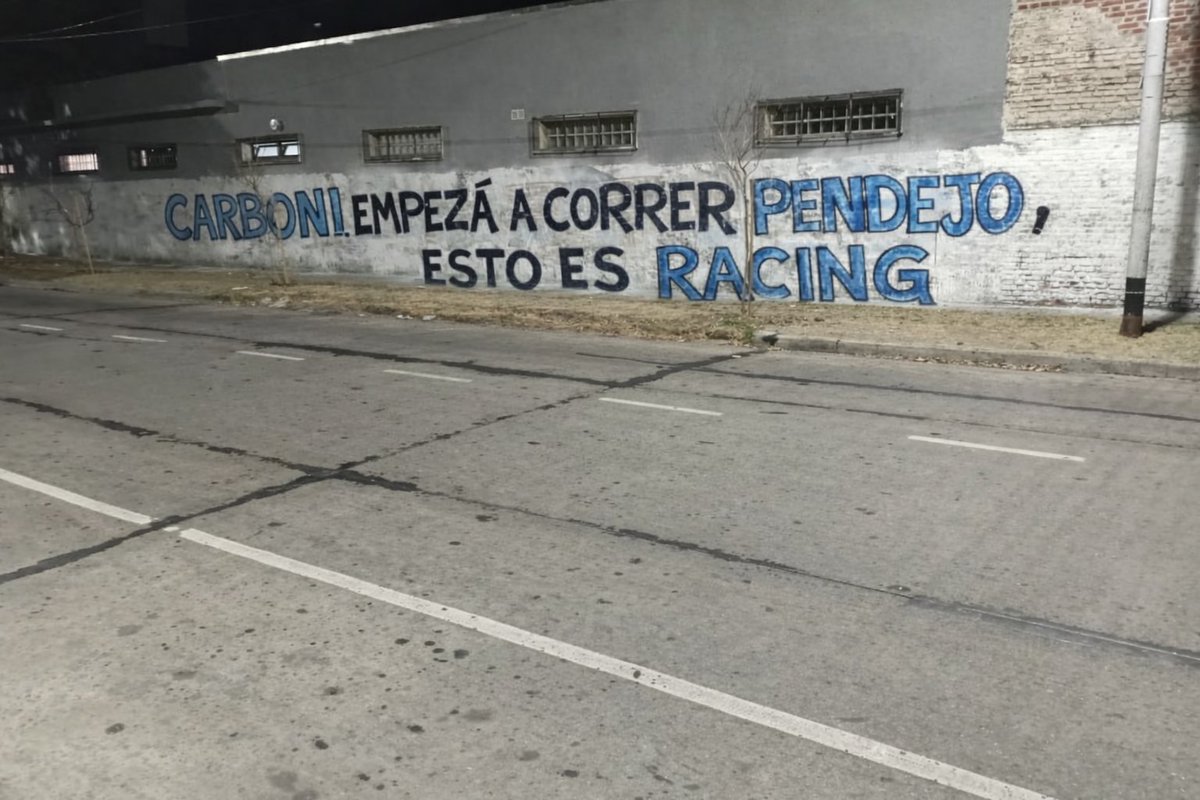 CARBONI. EMPEZÁ A CORRER PENDEJO,
ESTO ES RACING